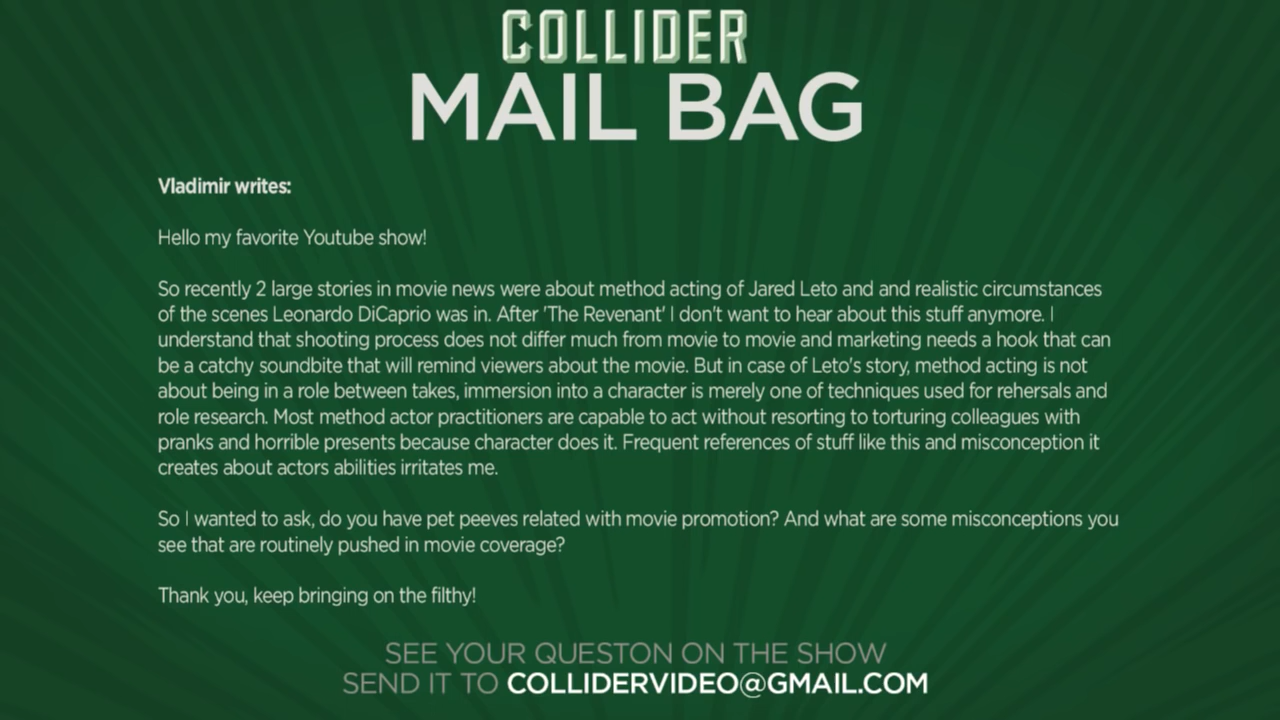 COLLIDER
MAIL BAG
Vladimir writes:
Hello my favorite Youtube show!
So recently 2 large stories in movie news were about method acting of Jared Leto and and realistic circumstances
of the scenes Leonardo DiCaprio was in. After 'The Revenant' I don't want to hear about this stuff anymore. I
understand that shooting process does not differ much from movie to movie and marketing needs a hook that can
be a catchy soundbite that will remind viewers about the movie. But in case of Leto's story, method acting is not
about being in a role between takes, immersion into a character is merely one of techniques used for rehersals and
role research. Most method actor practitioners are capable to act without resorting to torturing colleagues with
pranks and horrible presents because character does it. Frequent references of stuff like this and misconception it
creates about actors abilities irritates me.
So I wanted to ask, do you have pet peeves related with movie promotion? And what are some misconceptions you
see that are routinely pushed in movie coverage?
Thank you, keep bringing on the filthy!
SEE YOUR QUESTON ON THE SHOW
SEND IT TO COLLIDERVIDEO@GMAIL.COM